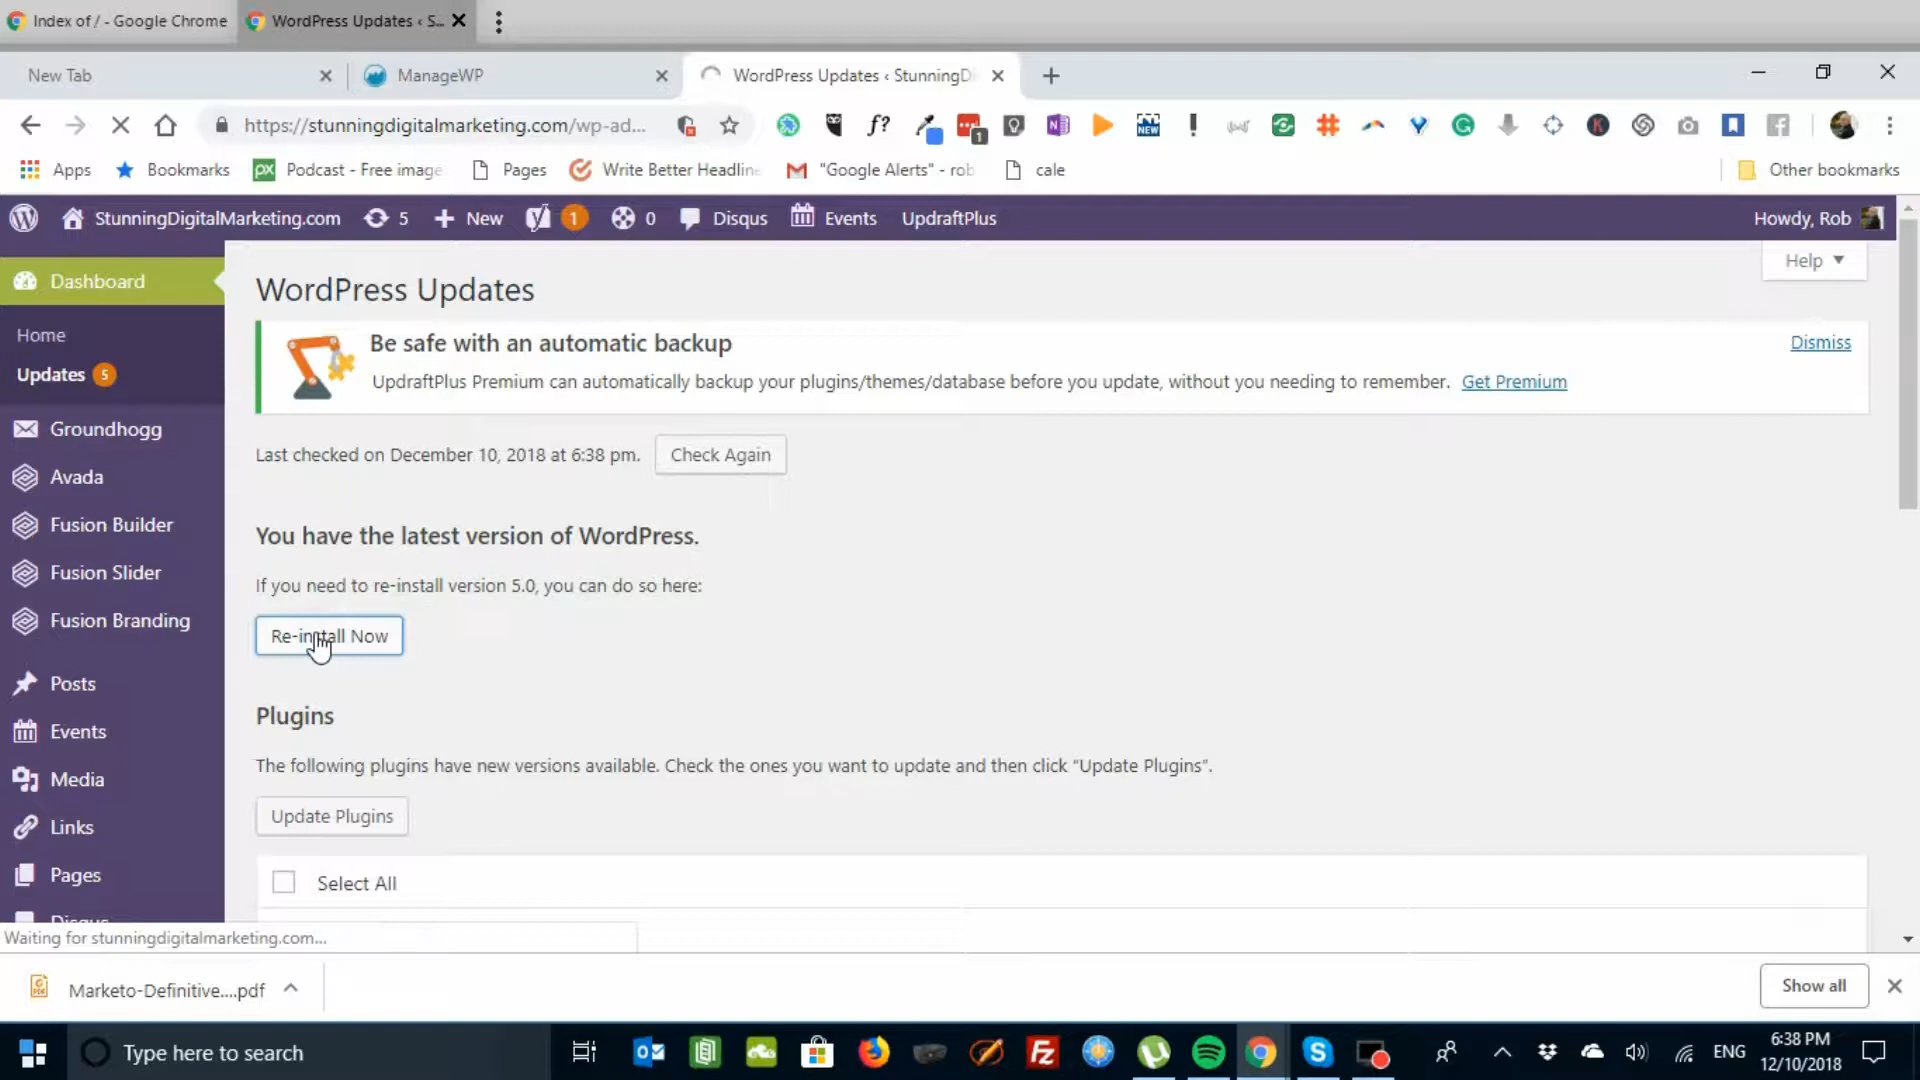 Index of / - Google Chrome
WordPress Updates ‹ S...
New Tab
ManageWP
WordPress Updates ‹ StunningDi
https://stunningdigitalmarketing.com/wp-ad...
f?
1
NEW
Apps
Bookmarks
px
Podcast - Free image
Pages
Write Better Headline
"Google Alerts" - rob
cale
Other bookmarks
StunningDigitalMarketing.com
5
New
1
0
Disqus
Events
UpdraftPlus
Howdy, Rob
Help
Dashboard
Home
Updates 5
Groundhogg
Avada
Fusion Builder
Fusion Slider
Fusion Branding
Posts
Events
Media
Links
Pages
Disqus
WordPress Updates
Be safe with an automatic backup
Dismiss
UpdraftPlus Premium can automatically backup your plugins/themes/database before you update, without you needing to remember. Get Premium
Last checked on December 10, 2018 at 6:38 pm.
Check Again
You have the latest version of WordPress.
If you need to re-install version 5.0, you can do so here:
Re-install Now
Plugins
The following plugins have new versions available. Check the ones you want to update and then click “Update Plugins”.
Update Plugins
Select All
Waiting for stunningdigitalmarketing.com...
Marketo-Definitive....pdf
Show all
Type here to search
ENG
6:38 PM
12/10/2018